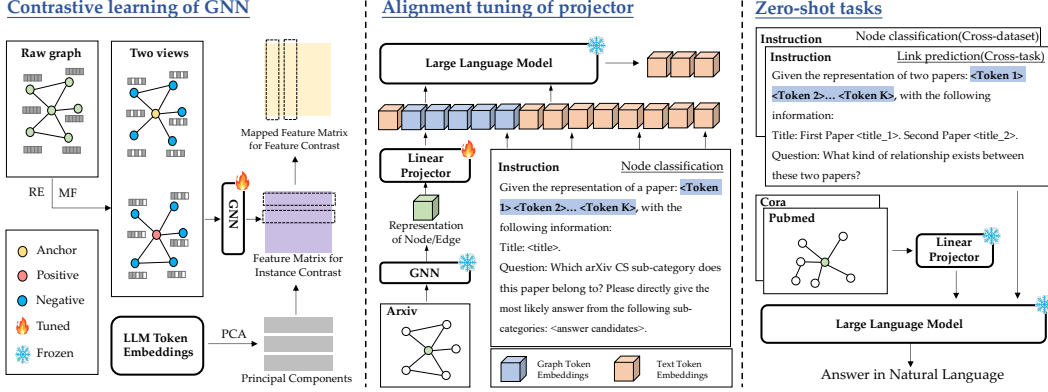 Contrastive learning of GNN
Raw graph
Two views
RE
MF
Anchor
Positive
Negative
Tuned
Frozen
LLM Token
Embeddings
PCA
GNN
Mapped Feature Matrix
for Feature Contrast
Feature Matrix for
Instance Contrast
Principal Components
Alignment tuning of projector
Large Language Model
Linear
Projector
Representation
of Node/Edge
GNN
Arxiv
Instruction
Node classification
Given the representation of a paper: <Token
1> <Token 2>... <Token K>, with the
following information:
Title: <title>.
Question: Which arXiv CS sub-category does
this paper belong to? Please directly give the
most likely answer from the following sub-
categories: <answer candidates>.
Graph Token
Embeddings
Text Token
Embeddings
Zero-shot tasks
Instruction
Node classification(Cross-dataset)
Instruction
Link prediction(Cross-task)
Given the representation of two papers: <Token 1>
<Token 2>... <Token K>, with the following
information:
Title: First Paper <title_1>. Second Paper <title_2>.
Question: What kind of relationship exists between
these two papers?
Cora
Pubmed
Linear
Projector
Large Language Model
Answer in Natural Language